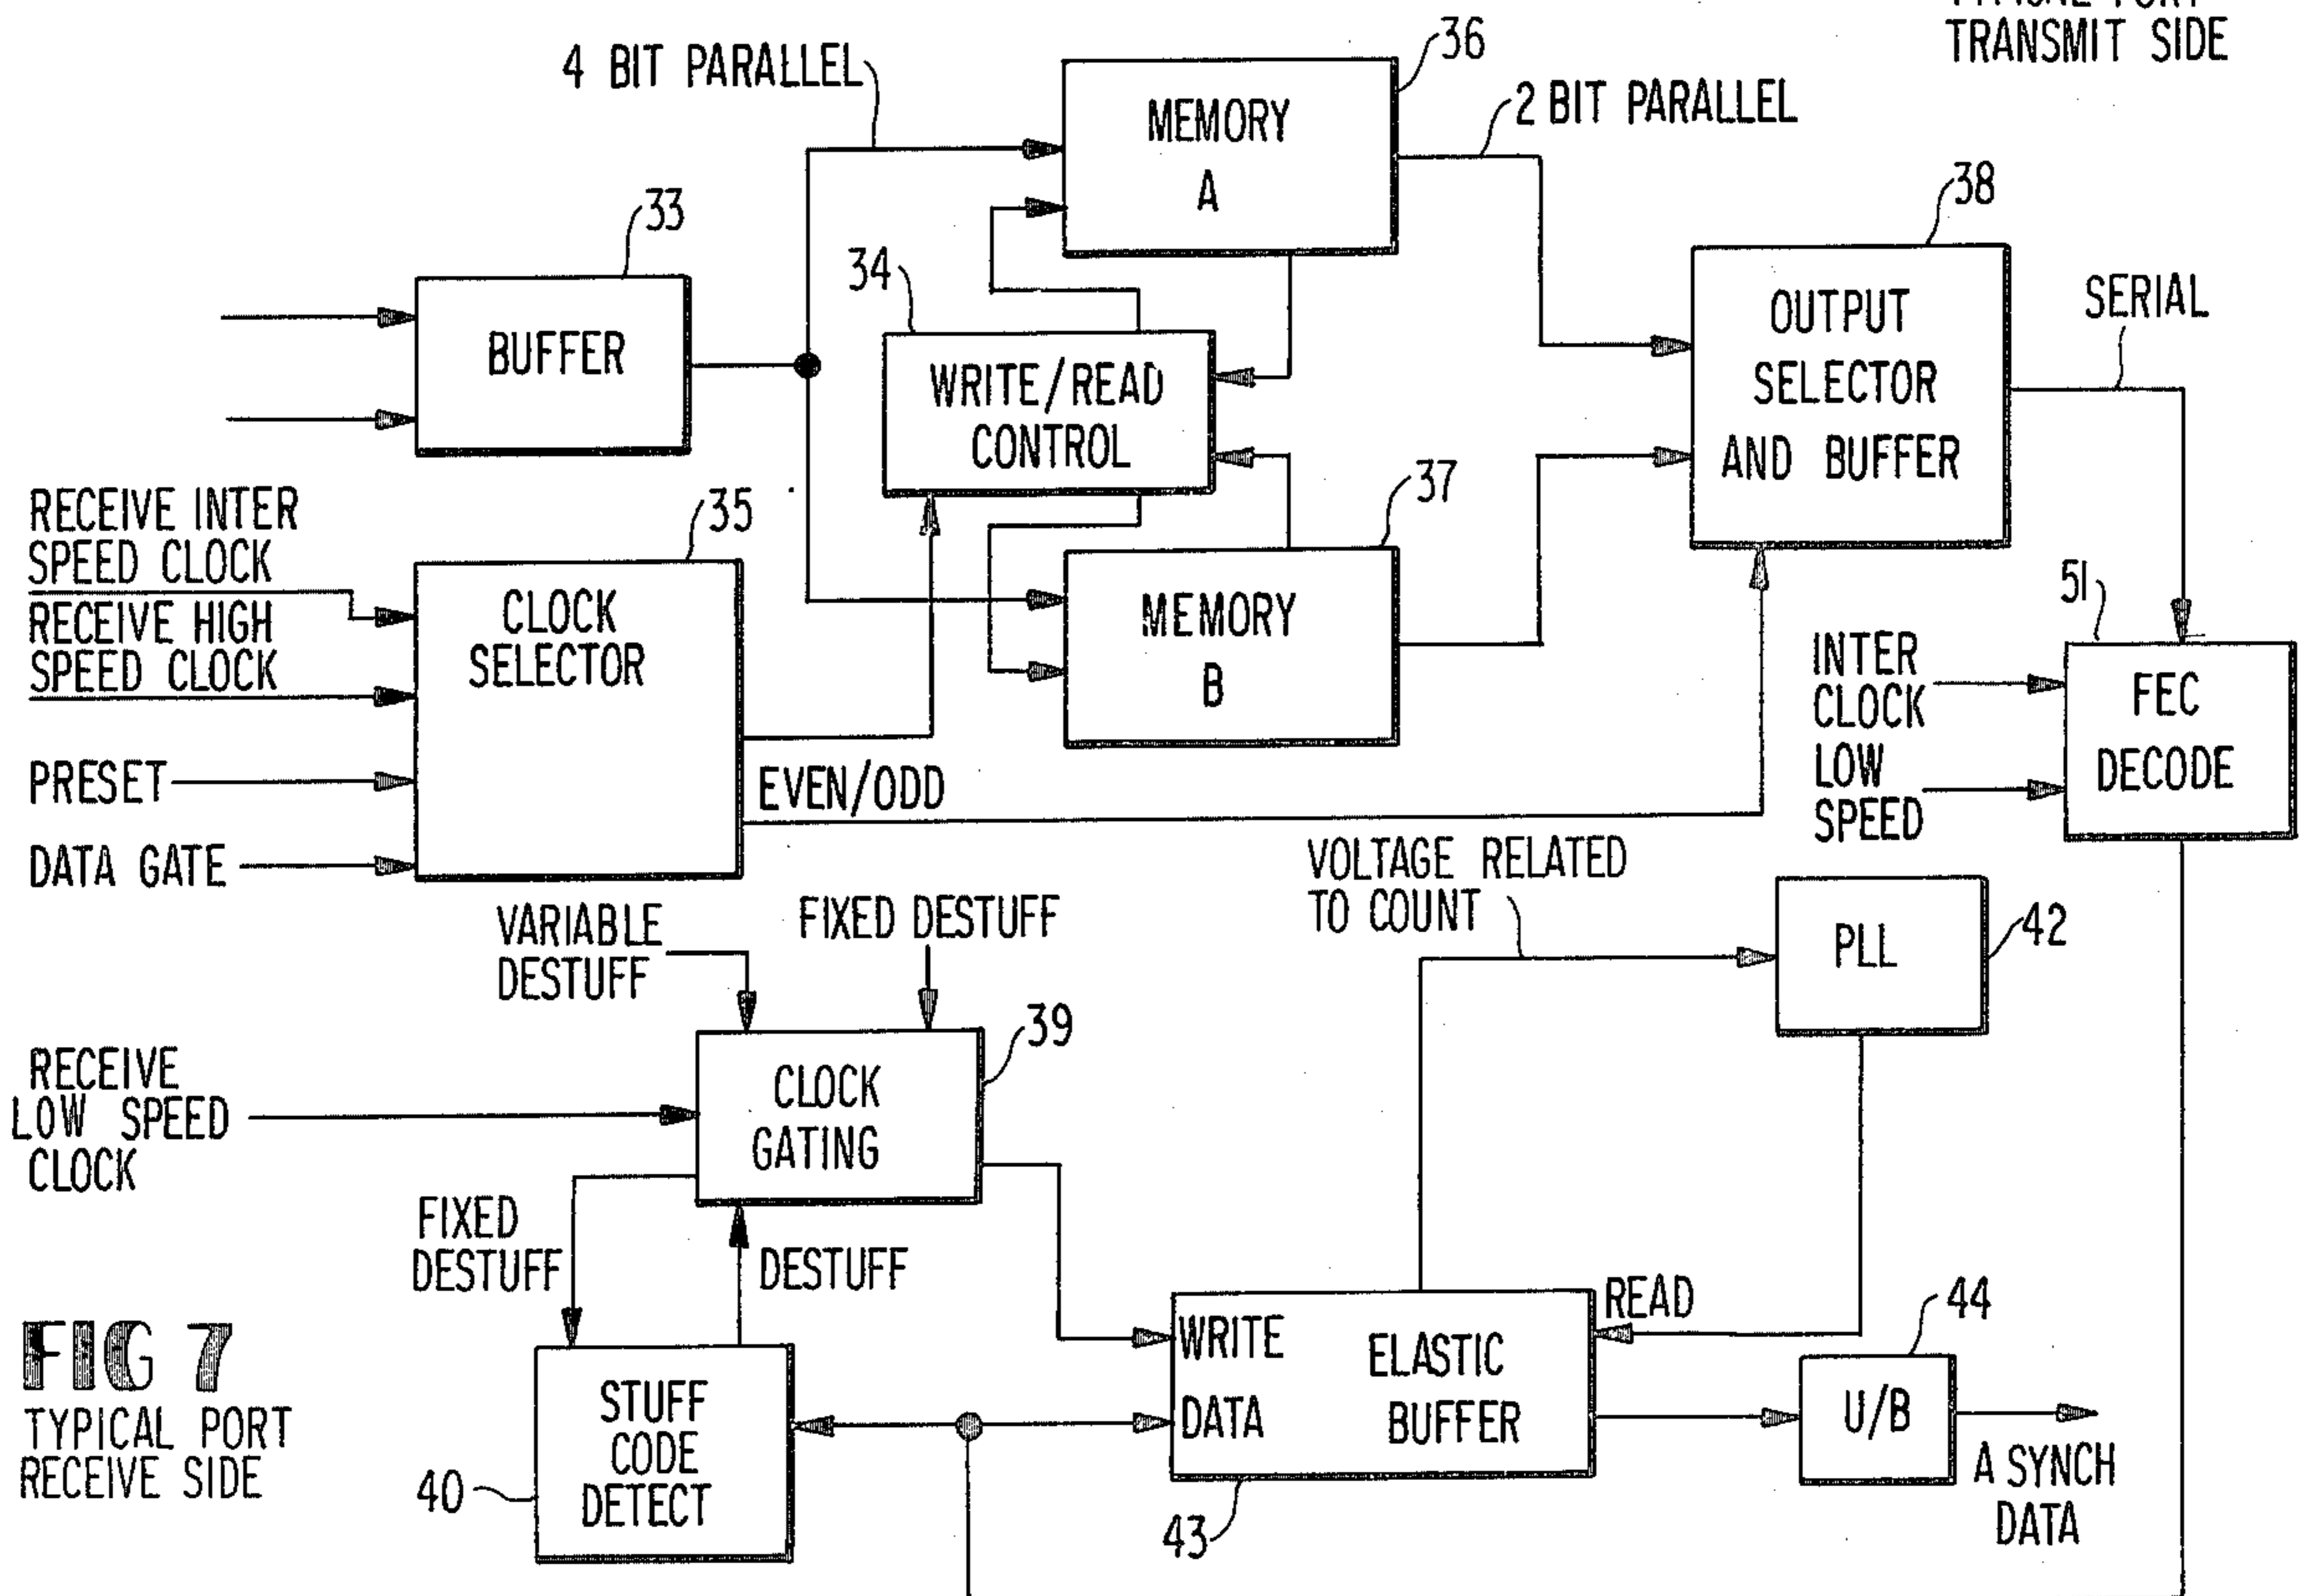 TRANSMIT SIDE
4 BIT PARALLEL
36
MEMORY
A
2 BIT PARALLEL
33
BUFFER
34
WRITE/READ
CONTROL
38
OUTPUT
SELECTOR
AND BUFFER
SERIAL
RECEIVE INTER
SPEED CLOCK
RECEIVE HIGH
SPEED CLOCK
PRESET
DATA GATE
35
CLOCK
SELECTOR
37
MEMORY
B
EVEN/ODD
51
INTER
CLOCK
LOW
SPEED
FEC
DECODE
VARIABLE
DESTUFF
FIXED DESTUFF
VOLTAGE RELATED
TO COUNT
PLL
42
RECEIVE
LOW SPEED
CLOCK
39
CLOCK
GATING
FIXED
DESTUFF
DESTUFF
READ
44
WRITE
DATA
ELASTIC
BUFFER
43
U/B
A SYNCH
DATA
STUFF
CODE
DETECT
40
FIG 7
TYPICAL PORT
RECEIVE SIDE